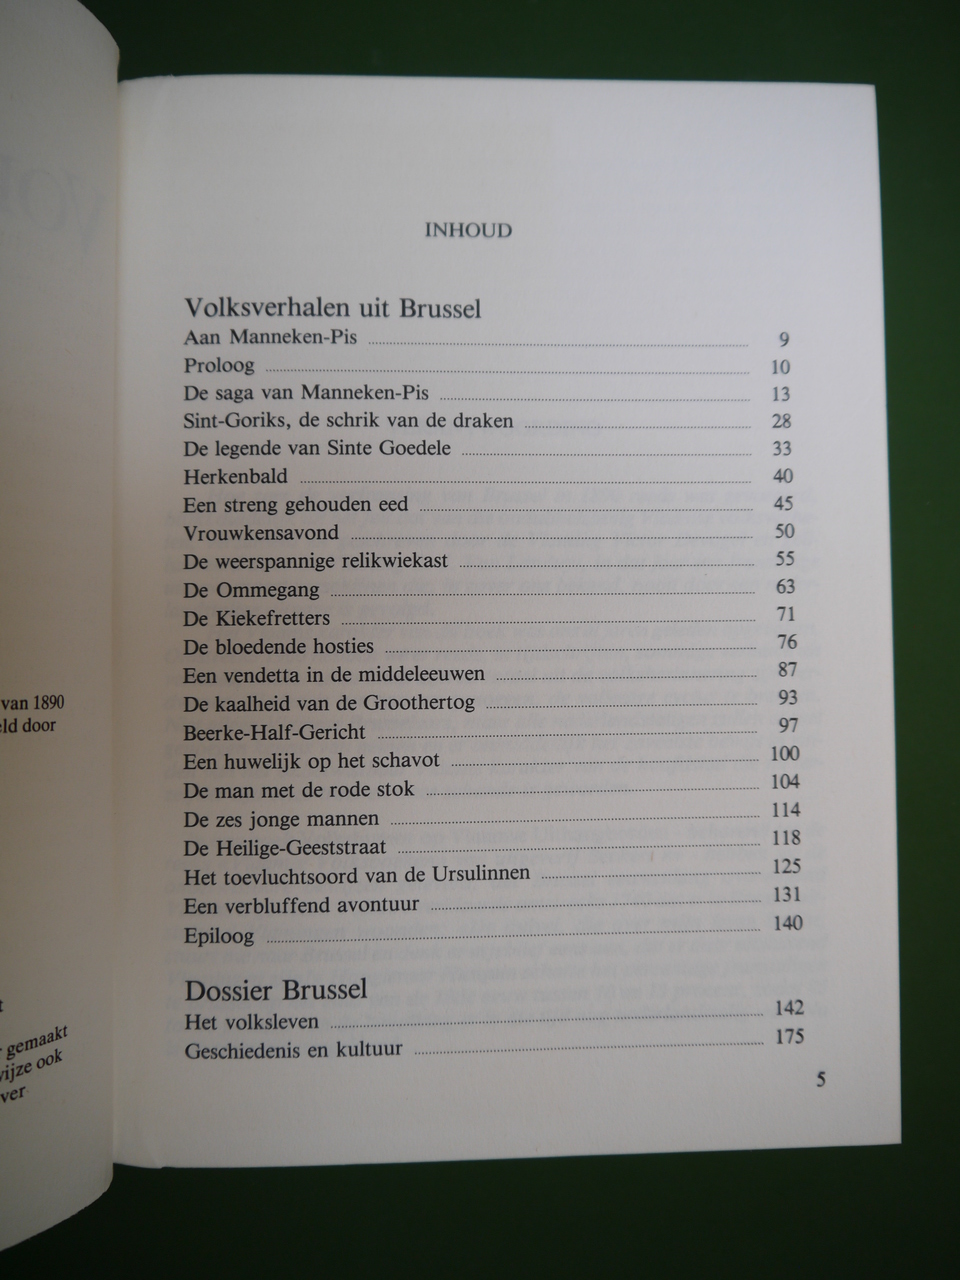 van 1890
eld door
gemaakt
wijze ook
ver
INHOUD
Volksverhalen uit Brussel
Aan Manneken-Pis 9
Proloog 10
De saga van Manneken-Pis 13
Sint-Goriks, de schrik van de draken 28
De legende van Sinte Goedele 33
Herkenbald 40
Een streng gehouden eed 45
Vrouwkensavond 50
De weerspannige relikwiekast 55
De Ommegang 63
De Kiekefretters 71
De bloedende hosties 76
Een vendetta in de middeleeuwen 87
De kaalheid van de Groothertog 93
Beerke-Half-Gericht 97
Een huwelijk op het schavot 100
De man met de rode stok 104
De zes jonge mannen 114
De Heilige-Geeststraat 118
Het toevluchtsoord van de Ursulinnen 125
Een verbluffend avontuur 131
Epiloog 140
Dossier Brussel
Het volksleven 142
Geschiedenis en kultuur 175
5